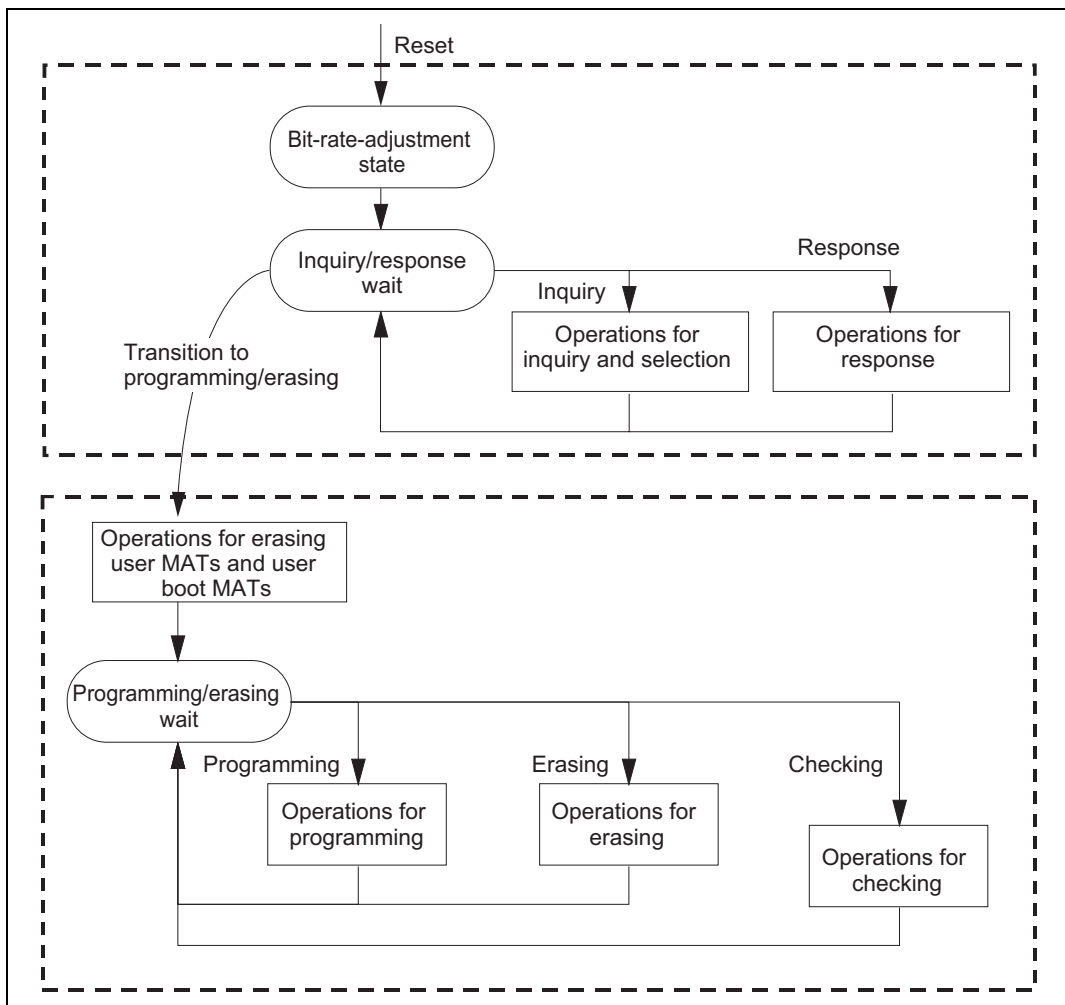 Reset
Bit-rate-adjustment
state
Inquiry/response
wait
Response
Inquiry
Operations for
inquiry and selection
Operations for
response
Transition to
programming/erasing
Operations for erasing
user MATs and user
boot MATs
Programming/erasing
wait
Programming
Erasing
Checking
Operations for
programming
Operations for
erasing
Operations for
checking